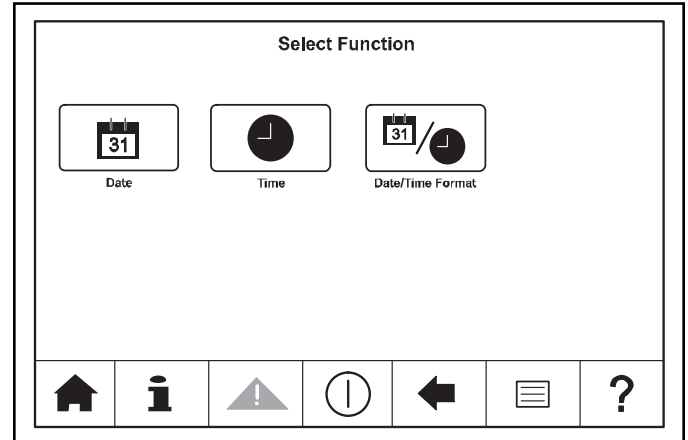 Select Function
31
31
Date
Time
Date/Time Format
i
!
?